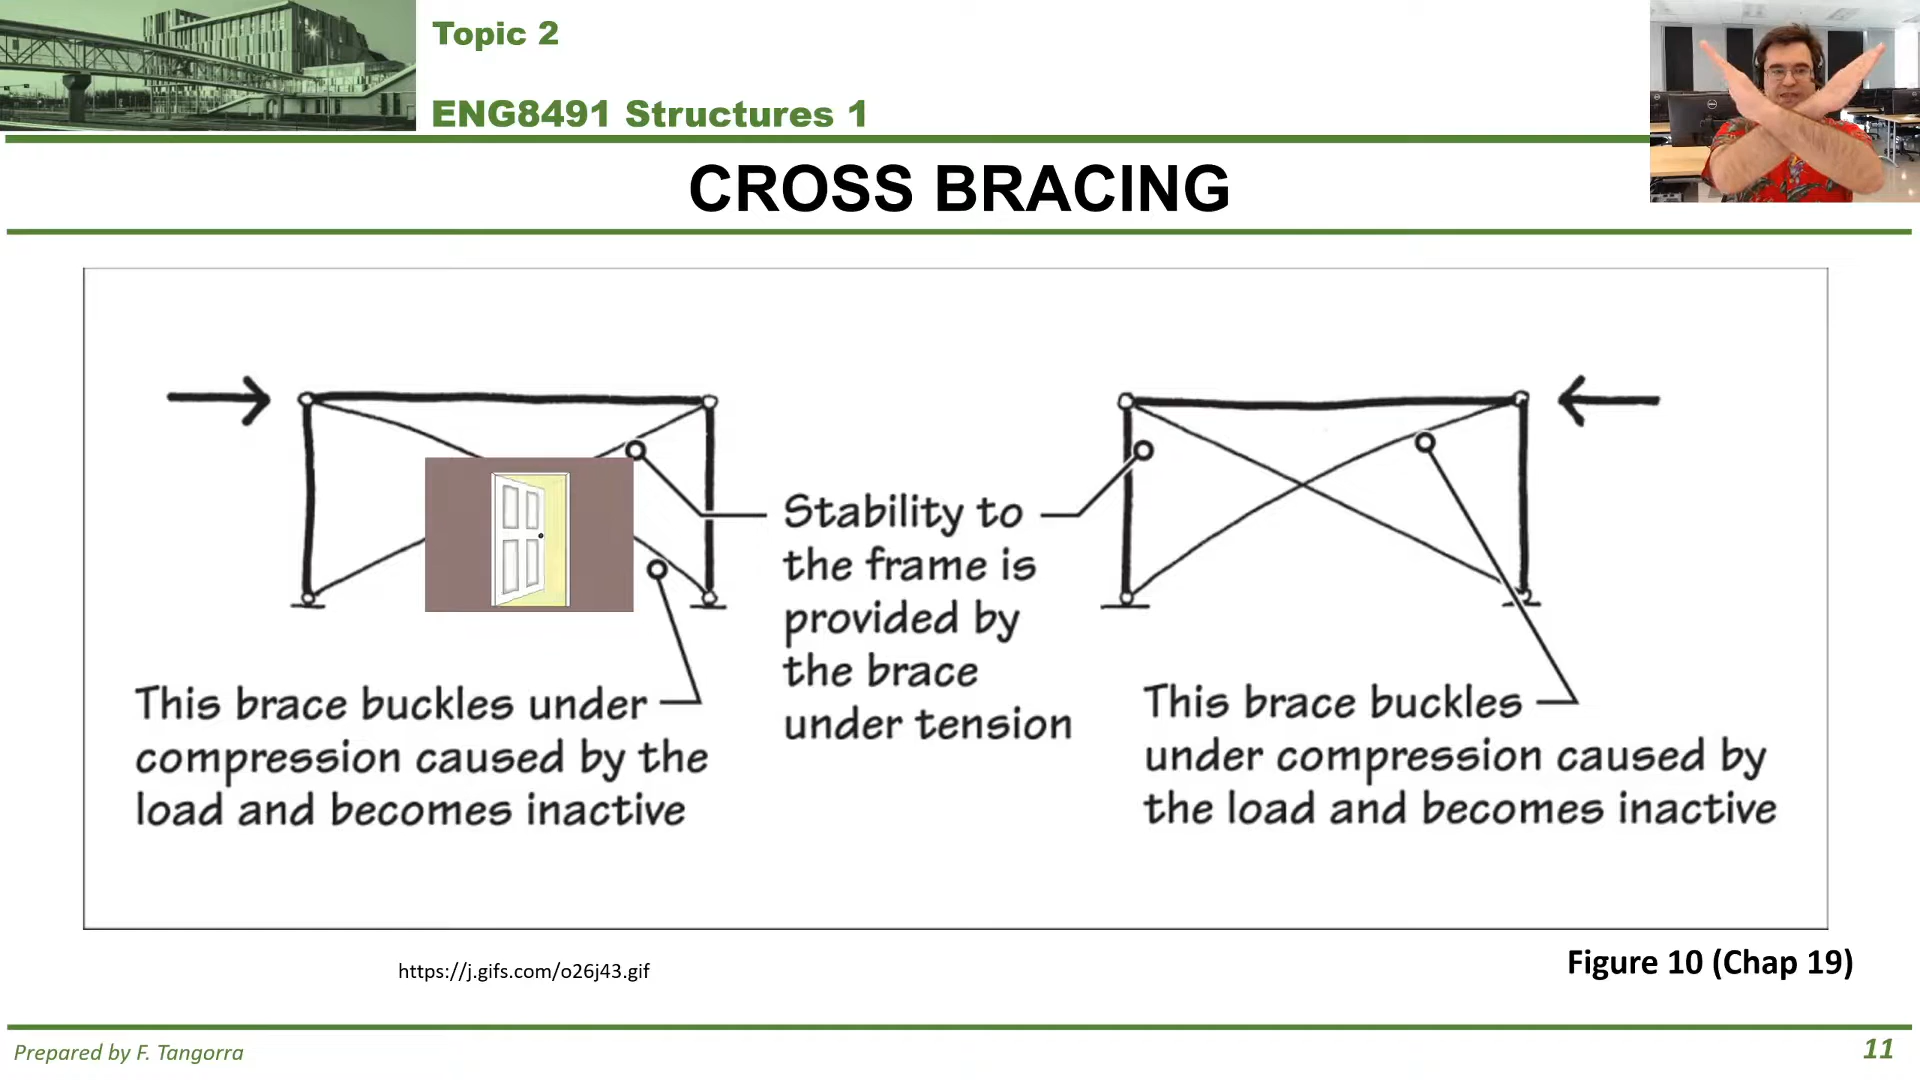 Topic 2
ENG8491 Structures 1
CROSS BRACING
Stability to
the frame is
provided by
the brace
under tension
This brace buckles under
compression caused by the
load and becomes inactive
This brace buckles
under compression caused by
the load and becomes inactive
https://j.gifs.com/o26j43.gif
Figure 10 (Chap 19)
Prepared by F. Tangorra
11